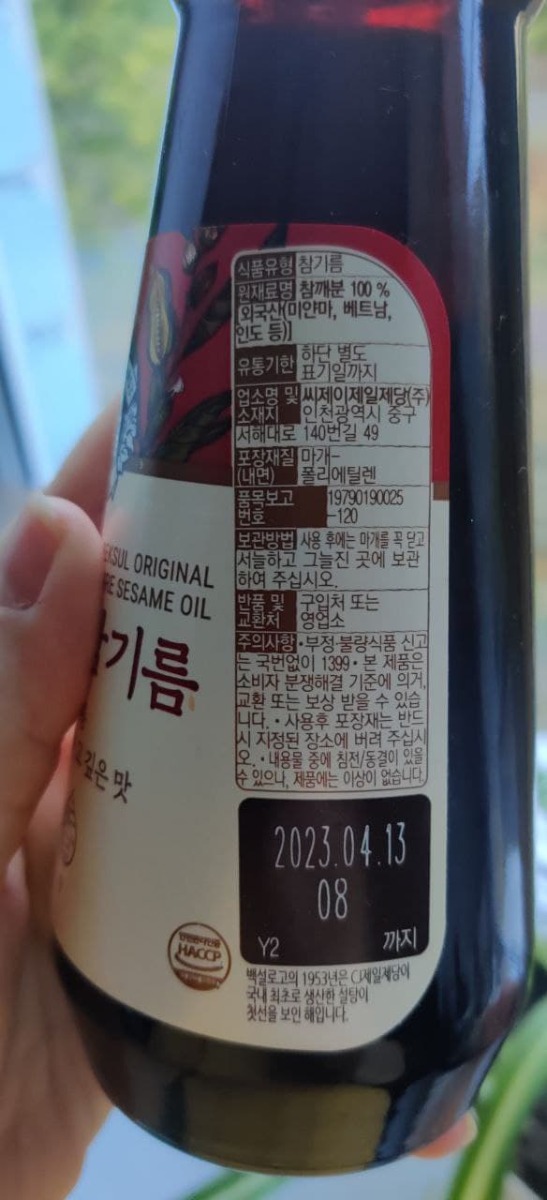 식품유형 참기름
원재료명 참깨분 100 %
[외국산(미얀마, 베트남,
인도 등)]
유통기한 하단 별도
표기일까지
업소명 및 씨제이제일제당(주)
소재지 인천광역시 중구
서해대로 140번길 49
포장재질 마개-
(내면) 폴리에틸렌
품목보고 19790190025
번호 -120
보관방법 사용 후에는 마개를 꼭 닫고
서늘하고 그늘진 곳에 보관
하여 주십시오.
반품 및 구입처 또는
교환처 영업소
주의사항 • 부정·불량식품 신고
는 국번없이 1399 • 본 제품은
소비자 분쟁해결 기준에 의거,
교환 또는 보상 받을 수 있습
니다. • 사용후 포장재는 반드
시 지정된 장소에 버려 주십시
오. • 내용물 중에 침전/동결이 있을
수 있으나, 제품에는 이상이 없습니다.
EKSUL ORIGINAL
RE SESAME OIL
기름
깊은 맛
2023.04.13
08
Y2 까지
HACCP
백설로고의 1953년은 CJ제일제당이
국내 최초로 생산한 설탕이
첫선을 보인 해입니다.